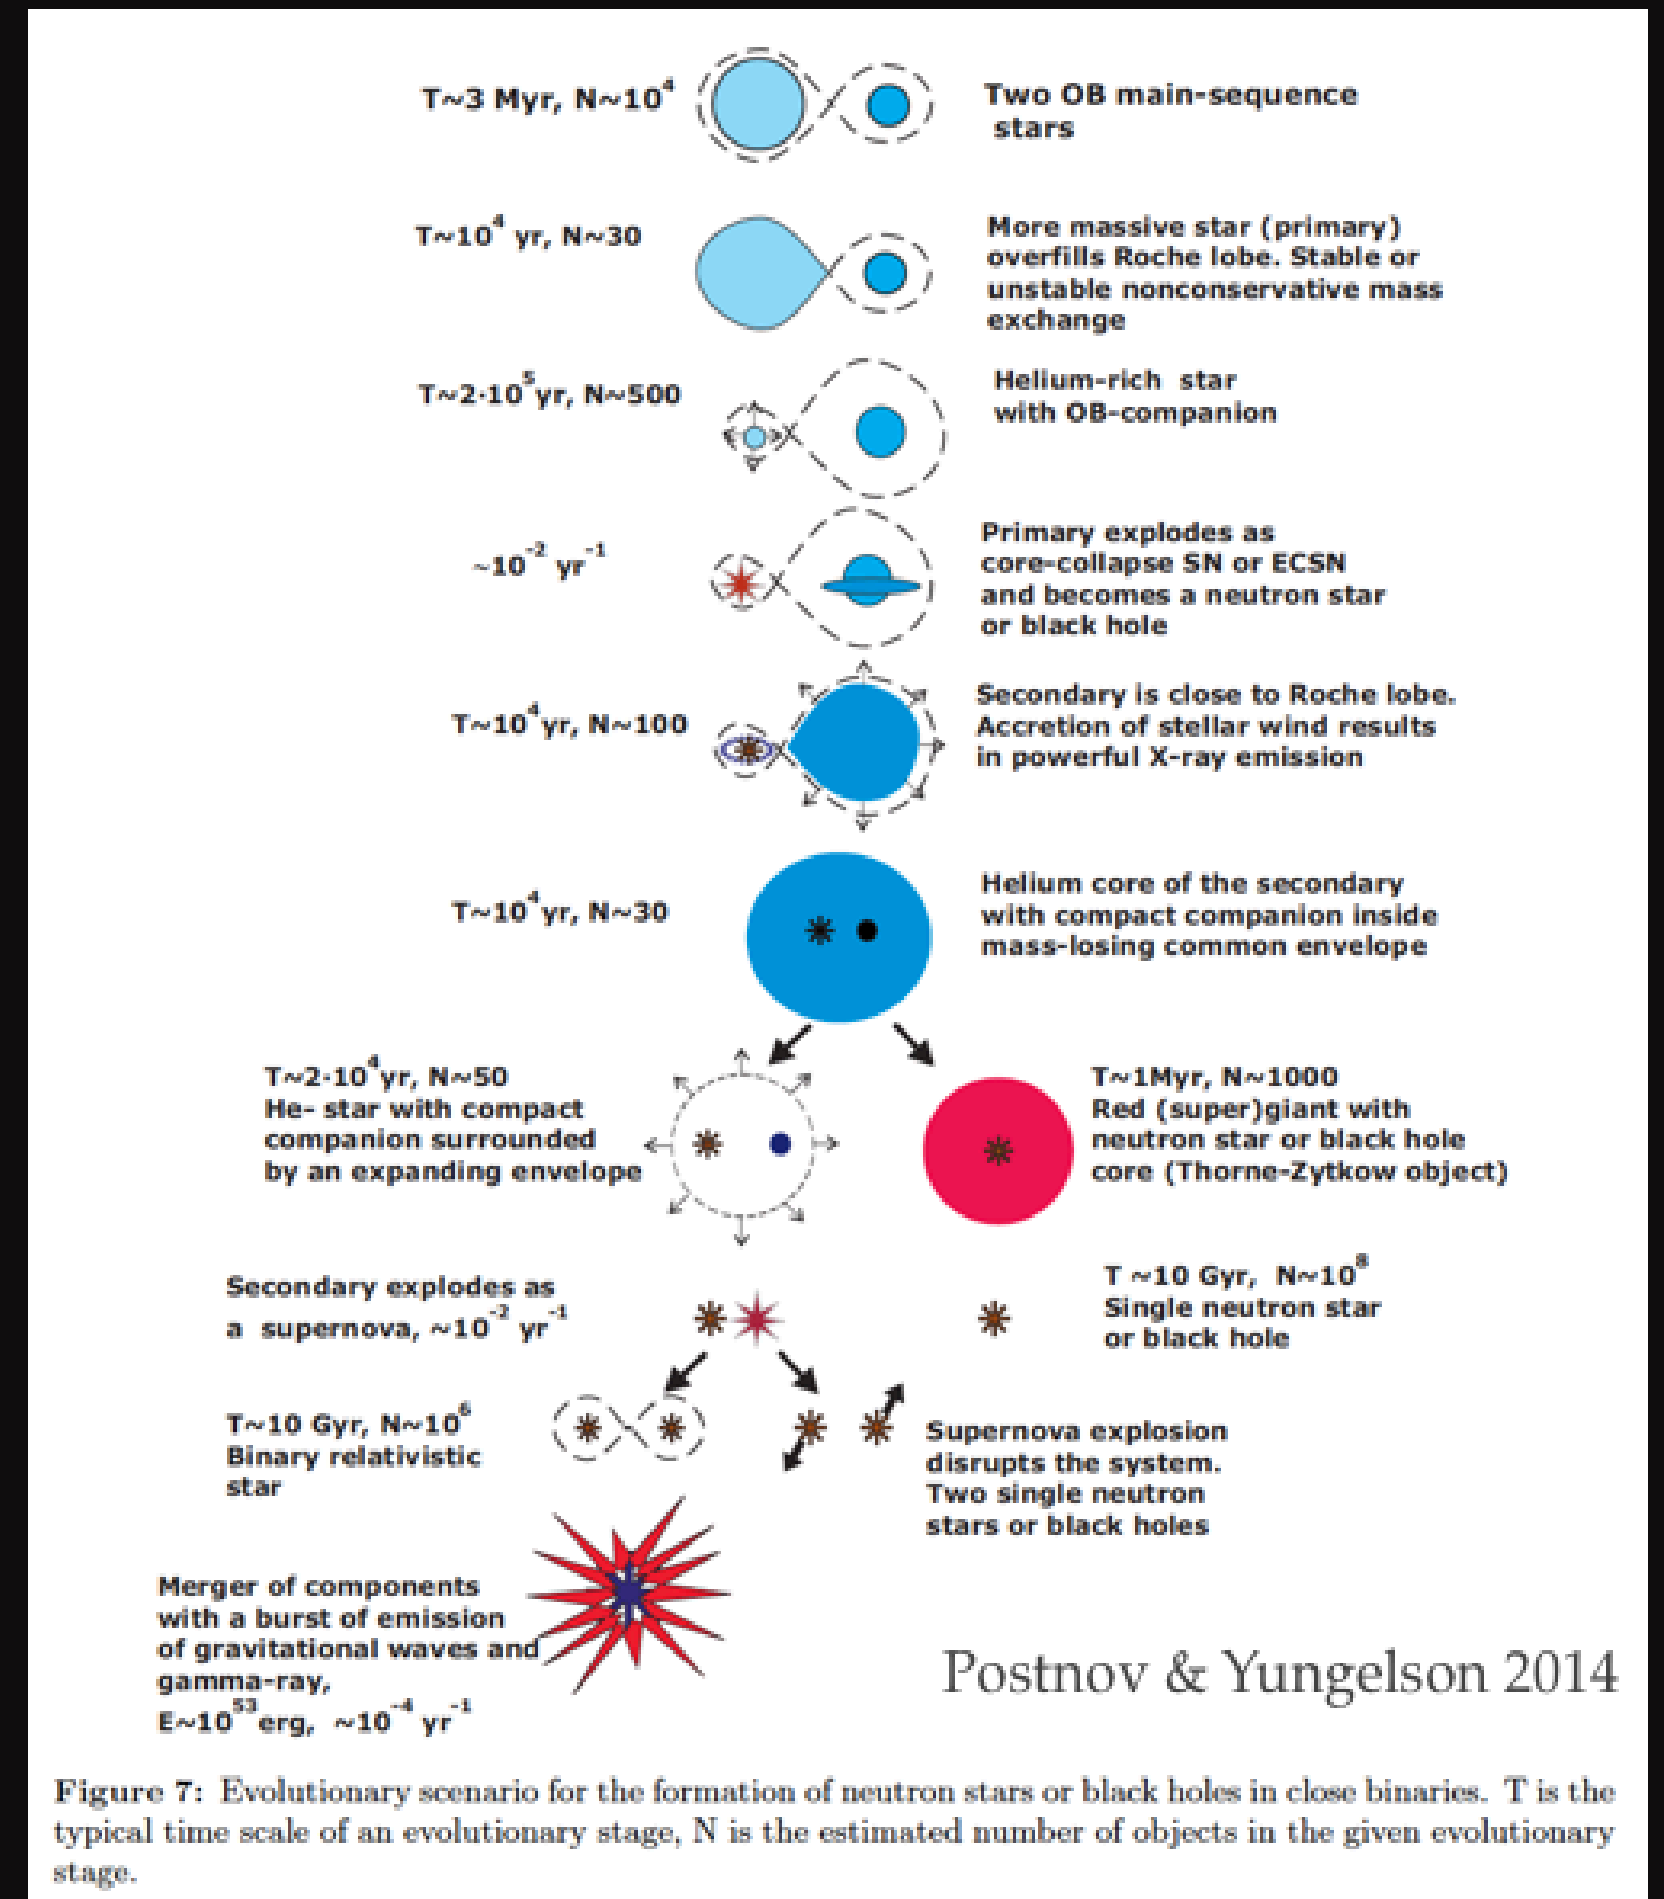 T~3 Myr, N~10⁴
Two OB main-sequence
stars
T~10⁴ yr, N~30
More massive star (primary)
overfills Roche lobe. Stable or
unstable nonconservative mass
exchange
T~2·10⁵yr, N~500
Helium-rich star
with OB-companion
~10⁻² yr⁻¹
Primary explodes as
core-collapse SN or ECSN
and becomes a neutron star
or black hole
T~10⁴yr, N~100
Secondary is close to Roche lobe.
Accretion of stellar wind results
in powerful X-ray emission
T~10⁴yr, N~30
Helium core of the secondary
with compact companion inside
mass-losing common envelope
T~2·10⁴yr, N~50
He- star with compact
companion surrounded
by an expanding envelope
T~1Myr, N~1000
Red (super)giant with
neutron star or black hole
core (Thorne-Zytkow object)
Secondary explodes as
a supernova, ~10⁻² yr⁻¹
T ~10 Gyr, N~10⁸
Single neutron star
or black hole
T~10 Gyr, N~10⁶
Binary relativistic
star
Supernova explosion
disrupts the system.
Two single neutron
stars or black holes
Merger of components
with a burst of emission
of gravitational waves and
gamma-ray,
E~10⁵³erg, ~10⁻⁴ yr⁻¹
Postnov & Yungelson 2014
Figure 7: Evolutionary scenario for the formation of neutron stars or black holes in close binaries. T is the
typical time scale of an evolutionary stage, N is the estimated number of objects in the given evolutionary
stage.